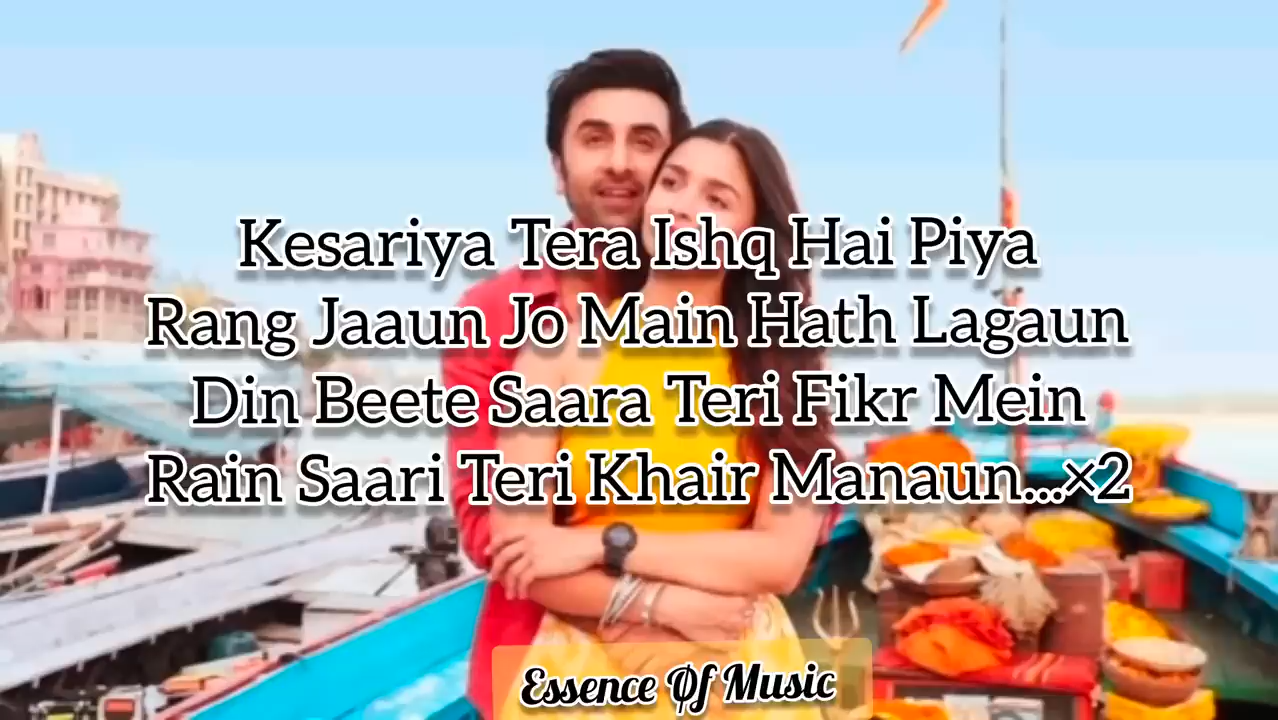 Kesariya Tera Ishq Hai Piya
Rang Jaaun Jo Main Hath Lagaun
Din Beete Saara Teri Fikr Mein
Rain Saari Teri Khair Manaun...×2
Essence Øf Music